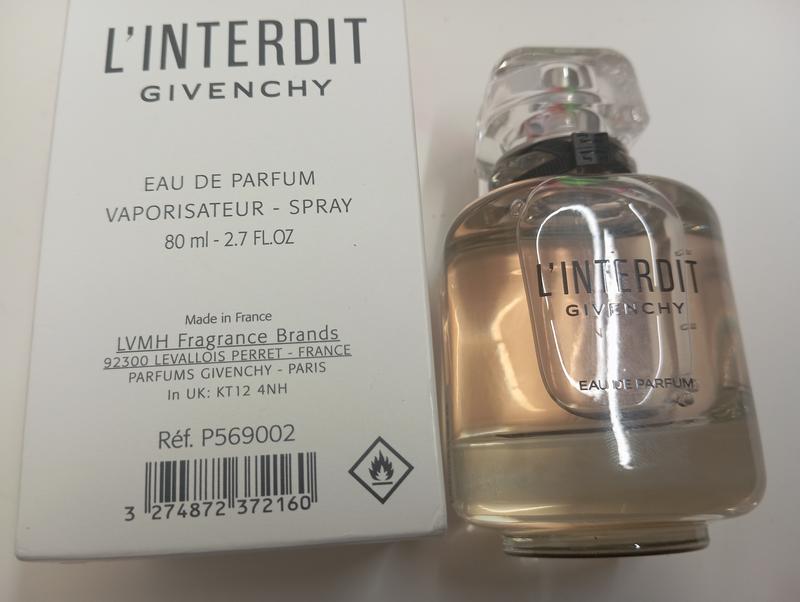 L'INTERDIT
GIVENCHY
EAU DE PARFUM
VAPORISATEUR - SPRAY
80 ml - 2.7 FL.OZ
Made in France
LVMH Fragrance Brands
92300 LEVALLOIS PERRET - FRANCE
PARFUMS GIVENCHY - PARIS
In UK: KT12 4NH
Réf. P569002
3 274872 372160
L'INTERDIT
GIVENCHY
EAU DE PARFUM